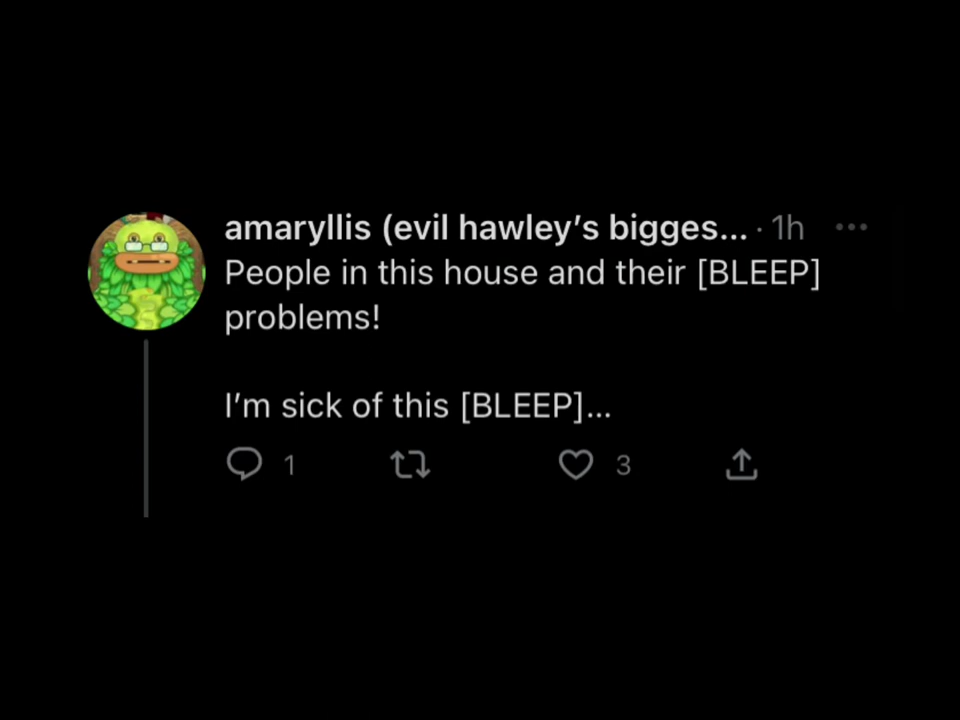 amaryllis (evil hawley’s bigges... · 1h
People in this house and their [BLEEP]
problems!
I’m sick of this [BLEEP]...
1 3